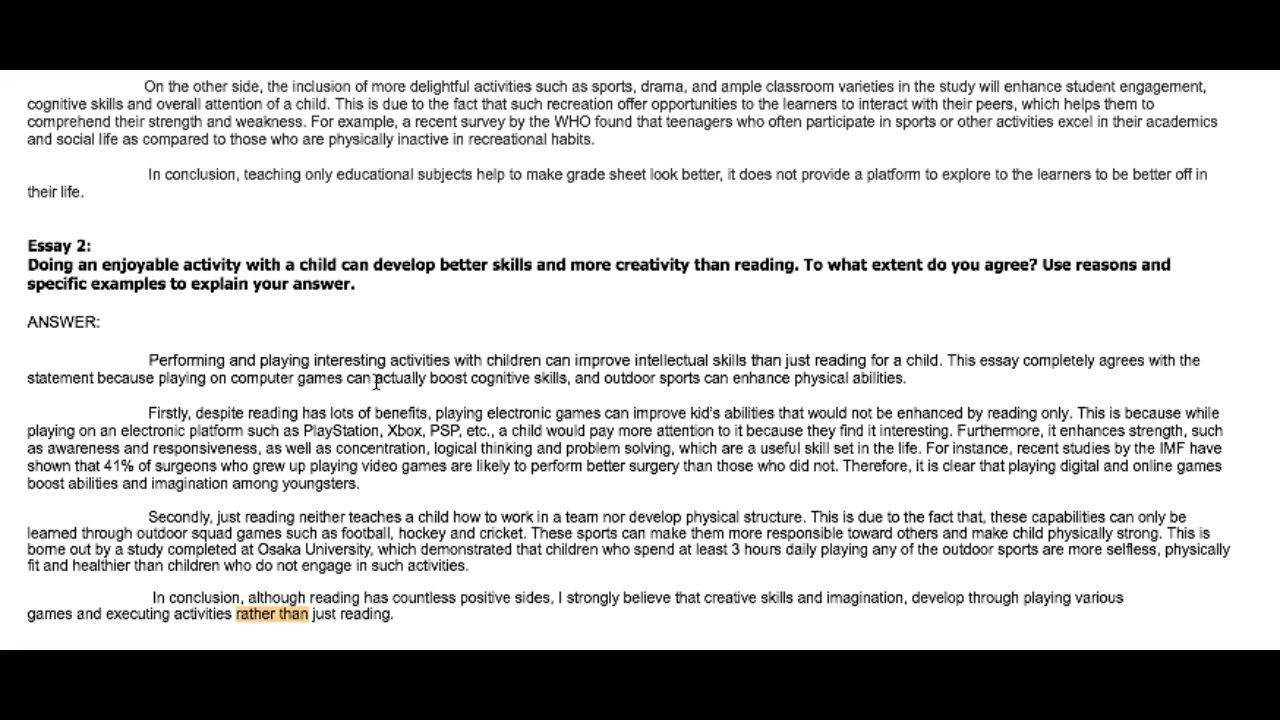 On the other side, the inclusion of more delightful activities such as sports, drama, and ample classroom varieties in the study will enhance student engagement,
cognitive skills and overall attention of a child. This is due to the fact that such recreation offer opportunities to the learners to interact with their peers, which helps them to
comprehend their strength and weakness. For example, a recent survey by the WHO found that teenagers who often participate in sports or other activities excel in their academics
and social life as compared to those who are physically inactive in recreational habits.
In conclusion, teaching only educational subjects help to make grade sheet look better, it does not provide a platform to explore to the learners to be better off in
their life.
Essay 2:
Doing an enjoyable activity with a child can develop better skills and more creativity than reading. To what extent do you agree? Use reasons and
specific examples to explain your answer.
ANSWER:
Performing and playing interesting activities with children can improve intellectual skills than just reading for a child. This essay completely agrees with the
statement because playing on computer games can actually boost cognitive skills, and outdoor sports can enhance physical abilities.
Firstly, despite reading has lots of benefits, playing electronic games can improve kid's abilities that would not be enhanced by reading only. This is because while
playing on an electronic platform such as PlayStation, Xbox, PSP, etc., a child would pay more attention to it because they find it interesting. Furthermore, it enhances strength, such
as awareness and responsiveness, as well as concentration, logical thinking and problem solving, which are a useful skill set in the life. For instance, recent studies by the IMF have
shown that 41% of surgeons who grew up playing video games are likely to perform better surgery than those who did not. Therefore, it is clear that playing digital and online games
boost abilities and imagination among youngsters.
Secondly, just reading neither teaches a child how to work in a team nor develop physical structure. This is due to the fact that, these capabilities can only be
learned through outdoor squad games such as football, hockey and cricket. These sports can make them more responsible toward others and make child physically strong. This is
borne out by a study completed at Osaka University, which demonstrated that children who spend at least 3 hours daily playing any of the outdoor sports are more selfless, physically
fit and healthier than children who do not engage in such activities.
In conclusion, although reading has countless positive sides, I strongly believe that creative skills and imagination, develop through playing various
games and executing activities rather than just reading.